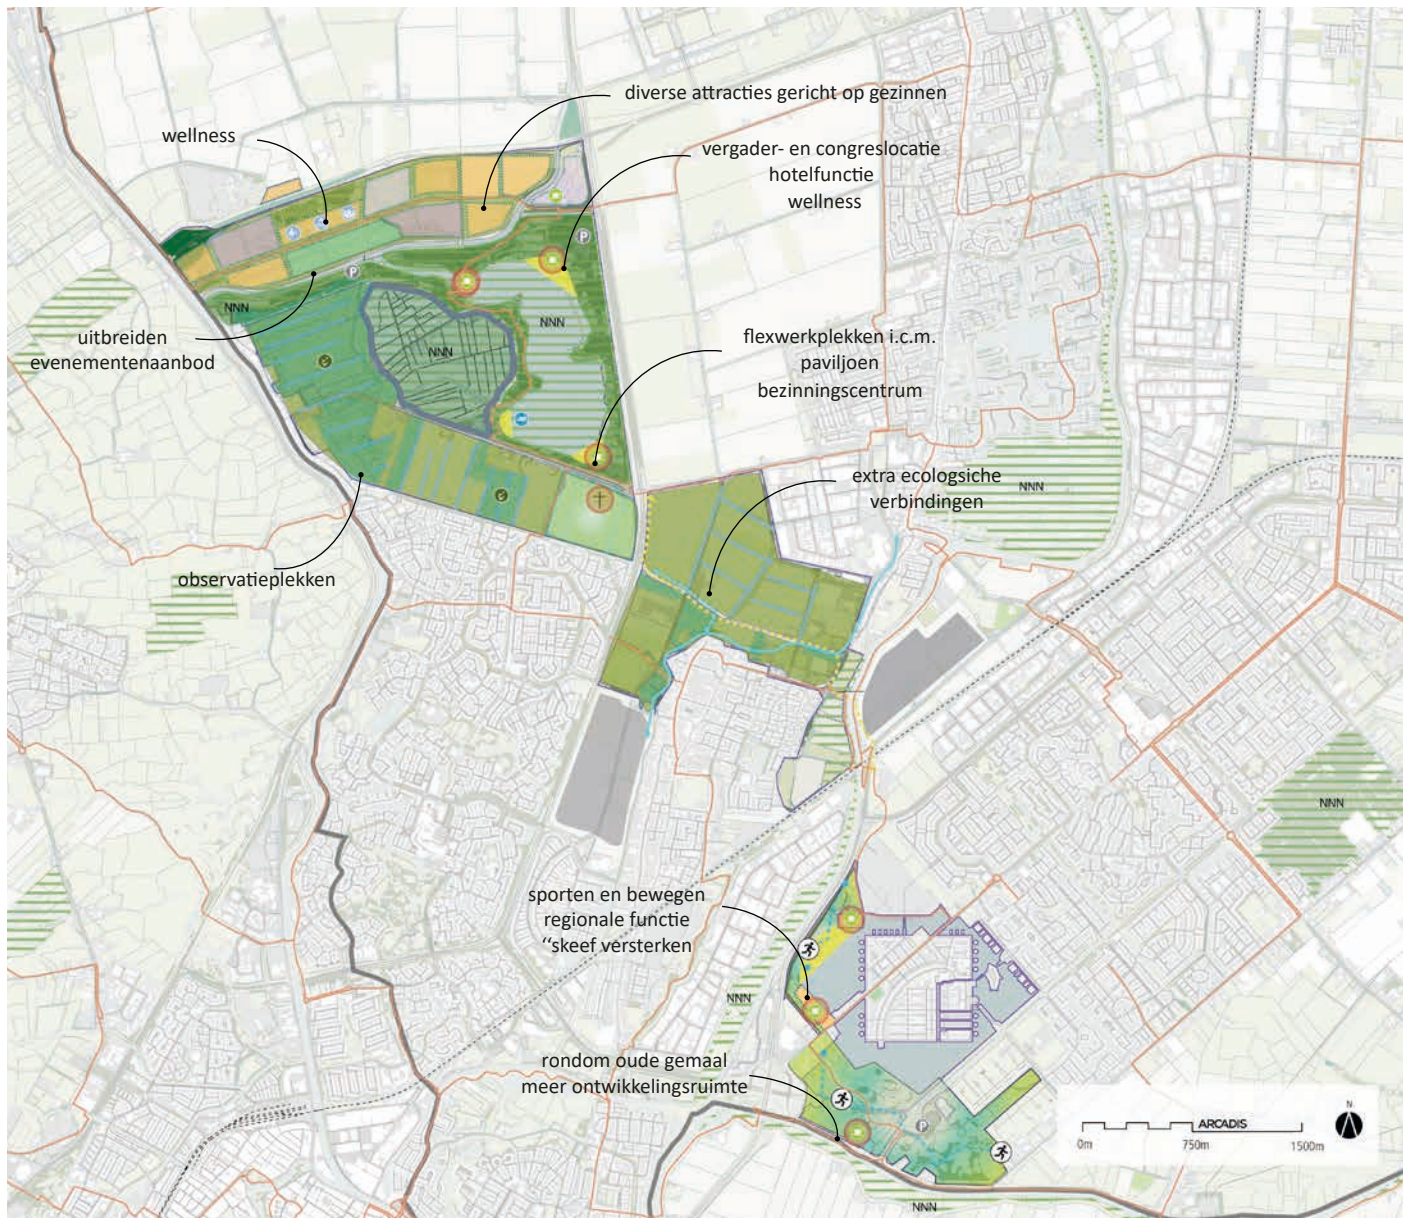 diverse attracties gericht op gezinnen
wellness
vergader- en congreslocatie
hotelfunctie
wellness
P
P
NNN
NNN
NNN
uitbreiden
evenementenaanbod
flexwerkplekken i.c.m.
paviljoen
bezinningscentrum
extra ecologsiche
verbindingen
NNN
observatieplekken
NNN
sporten en bewegen
regionale functie
“skeef versterken
NNN
rondom oude gemaal
meer ontwikkelingsruimte
P
N
ARCADIS
0m
750m
1500m
NNN